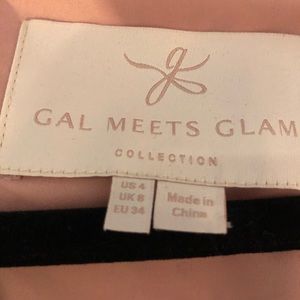 GAL MEETS GLAM
COLLECTION
US 4
UK 8
EU 34
Made in
China